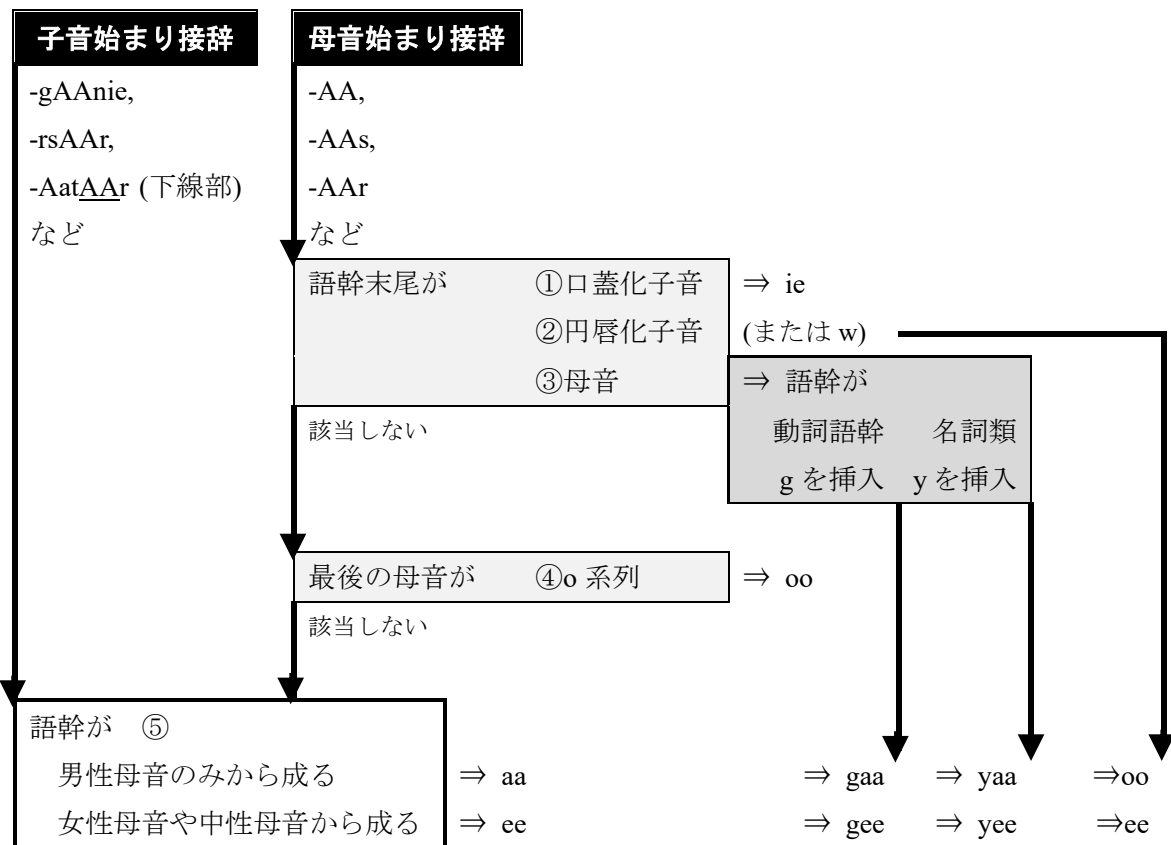 子音始まり接辞 母音始まり接辞
-gAAnie, -AA,
-rsAAr, -AAs,
-AatAAr (下線部) -AAr
など など
語幹末尾が ①口蓋化子音 ⇒ ie
②円唇化子音 (または w)
③母音 ⇒ 語幹が
該当しない 動詞語幹 名詞類
g を挿入 y を挿入
最後の母音が ④o 系列 ⇒ oo
該当しない
語幹が ⑤
男性母音のみから成る ⇒ aa ⇒ gaa ⇒ yaa ⇒oo
女性母音や中性母音から成る ⇒ ee ⇒ gee ⇒ yee ⇒ee